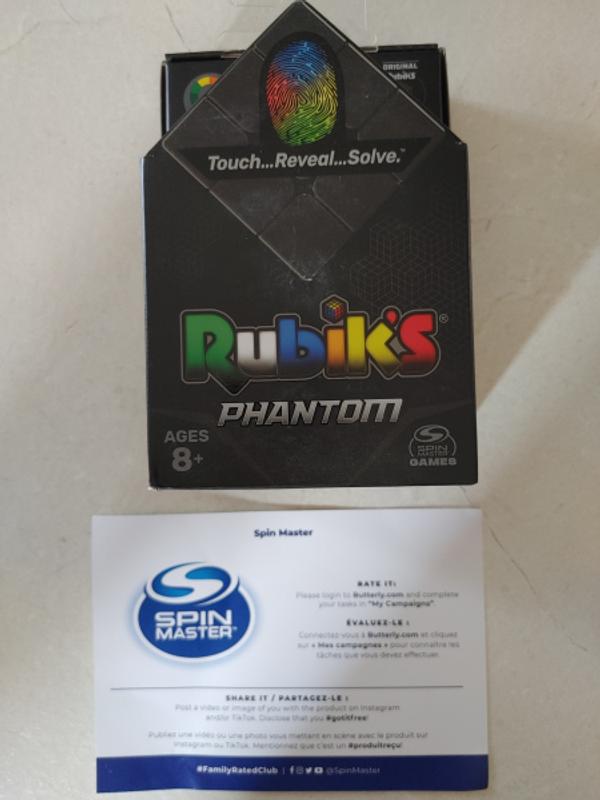 ORIGINAL
Rubik's
Touch...Reveal...Solve.™
Rubik's®
PHANTOM
AGES
8+
SPIN
MASTER
GAMES
Spin Master
SPIN
MASTER™
RATE IT:
Please login to Butterly.com and complete
your tasks in "My Campaigns".
ÉVALUEZ-LE :
Connectez-vous à Butterly.com et cliquez
sur « Mes campagnes » pour connaître les
tâches que vous devez effectuer.
SHARE IT / PARTAGEZ-LE :
Post a video or image of you with the product on Instagram
and/or TikTok. Disclose that you #gotitfree!
Publiez une vidéo ou une photo vous mettant en scène avec le produit sur
Instagram ou TikTok. Mentionnez que c'est un #produitreçu!
#FamilyRatedClub | @SpinMaster